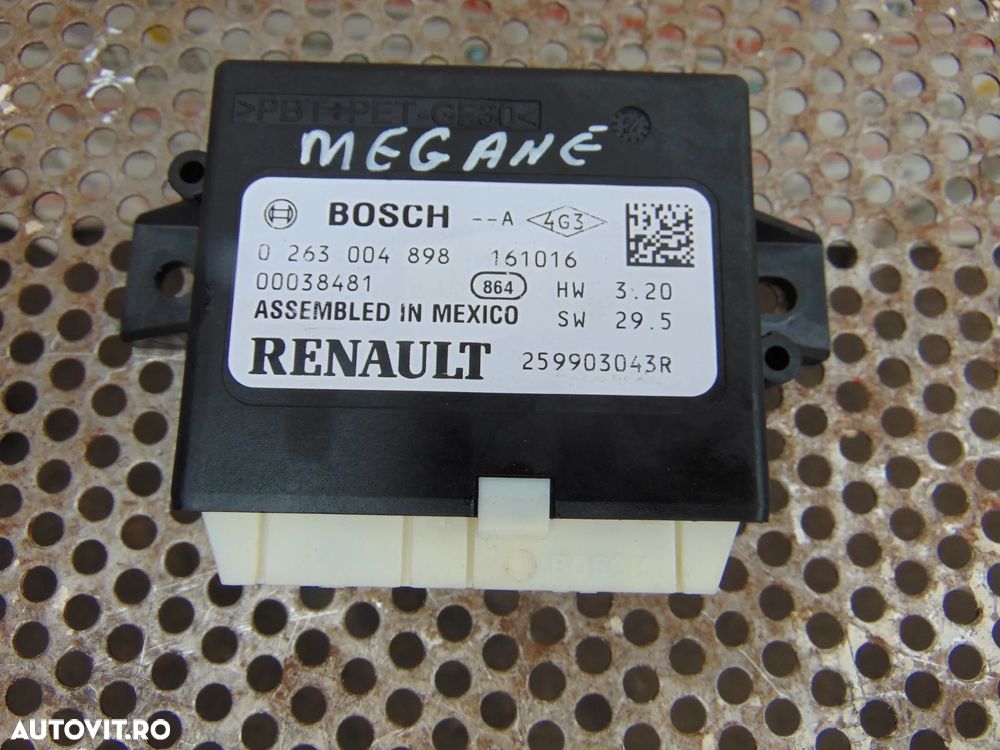 >PBT+PET-GF30<
MEGANE
BOSCH --A 4G3
0 263 004 898 161016
00038481 864 HW 3.20
ASSEMBLED IN MEXICO SW 29.5
RENAULT 259903043R
BOSCH
AUTOVIT.RO